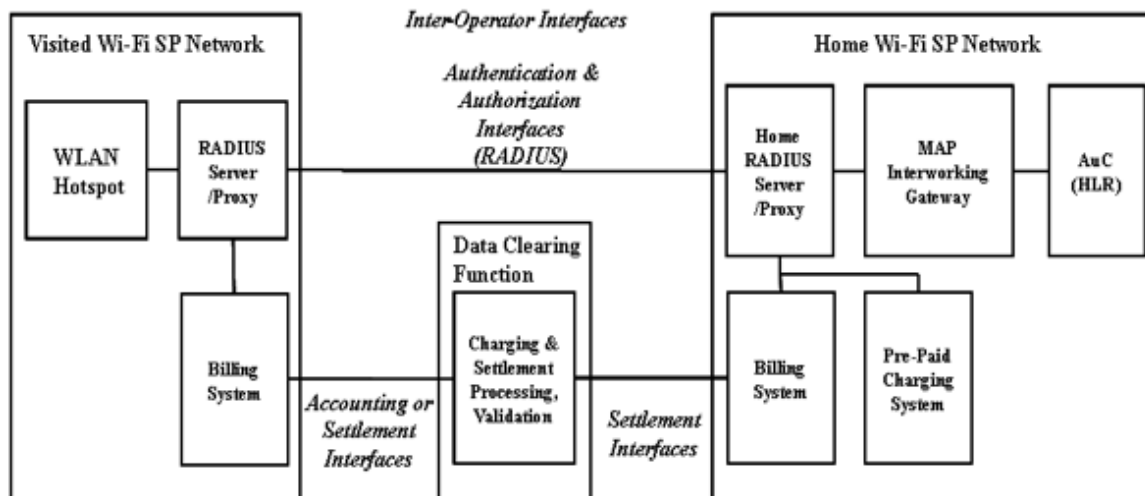 Inter-Operator Interfaces
Visited Wi-Fi SP Network
Home Wi-Fi SP Network
Authentication &
Authorization
Interfaces
(RADIUS)
WLAN
Hotspot
RADIUS
Server
/Proxy
Home
RADIUS
Server
/Proxy
MAP
Interworking
Gateway
AuC
(HLR)
Data Clearing
Function
Billing
System
Charging &
Settlement
Processing,
Validation
Billing
System
Pre-Paid
Charging
System
Accounting or
Settlement
Interfaces
Settlement
Interfaces